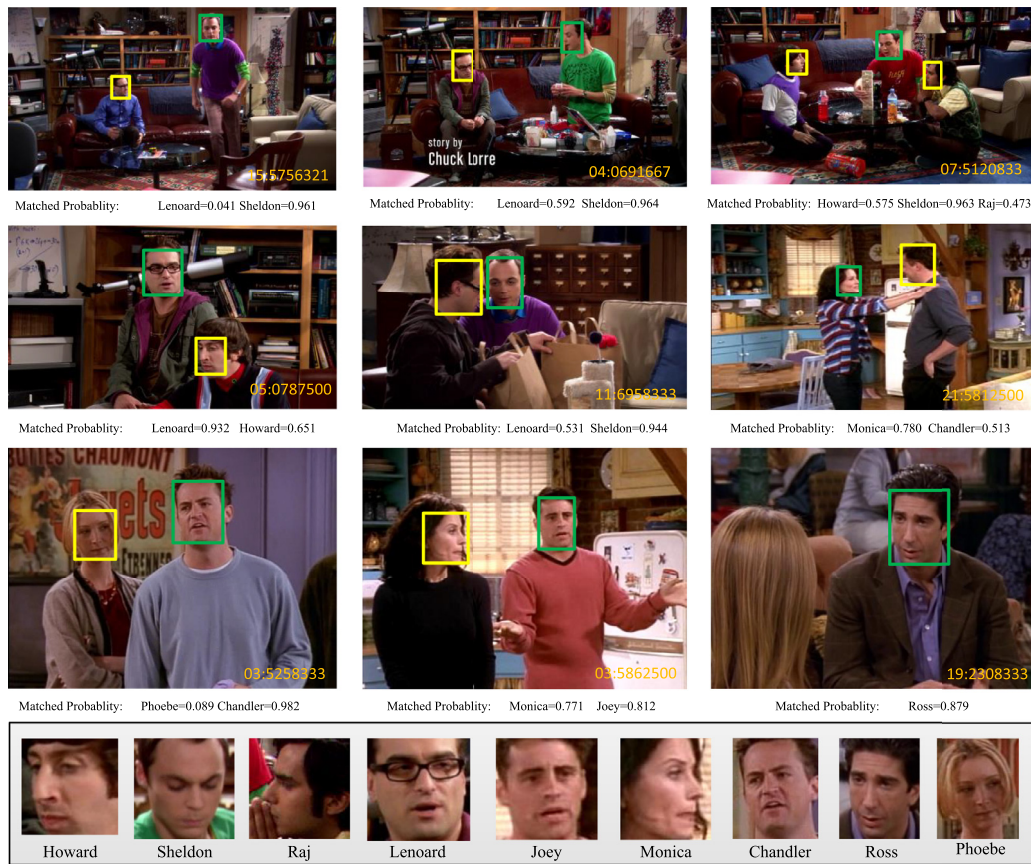 story by
Chuck Lorre
15:5756321
04:0691667
07:5120833
Matched Probablity: Lenoard=0.041 Sheldon=0.961
Matched Probablity: Lenoard=0.592 Sheldon=0.964
Matched Probablity: Howard=0.575 Sheldon=0.963 Raj=0.473
05:0787500
11:6958333
21:5812500
Matched Probablity: Lenoard=0.932 Howard=0.651
Matched Probablity: Lenoard=0.531 Sheldon=0.944
Matched Probablity: Monica=0.780 Chandler=0.513
OTTES CHAUMONT
ets
03:5258333
03:5862500
19:2308333
Matched Probablity: Phoebe=0.089 Chandler=0.982
Matched Probablity: Monica=0.771 Joey=0.812
Matched Probablity: Ross=0.879
Howard Sheldon Raj Lenoard Joey Monica Chandler Ross Phoebe